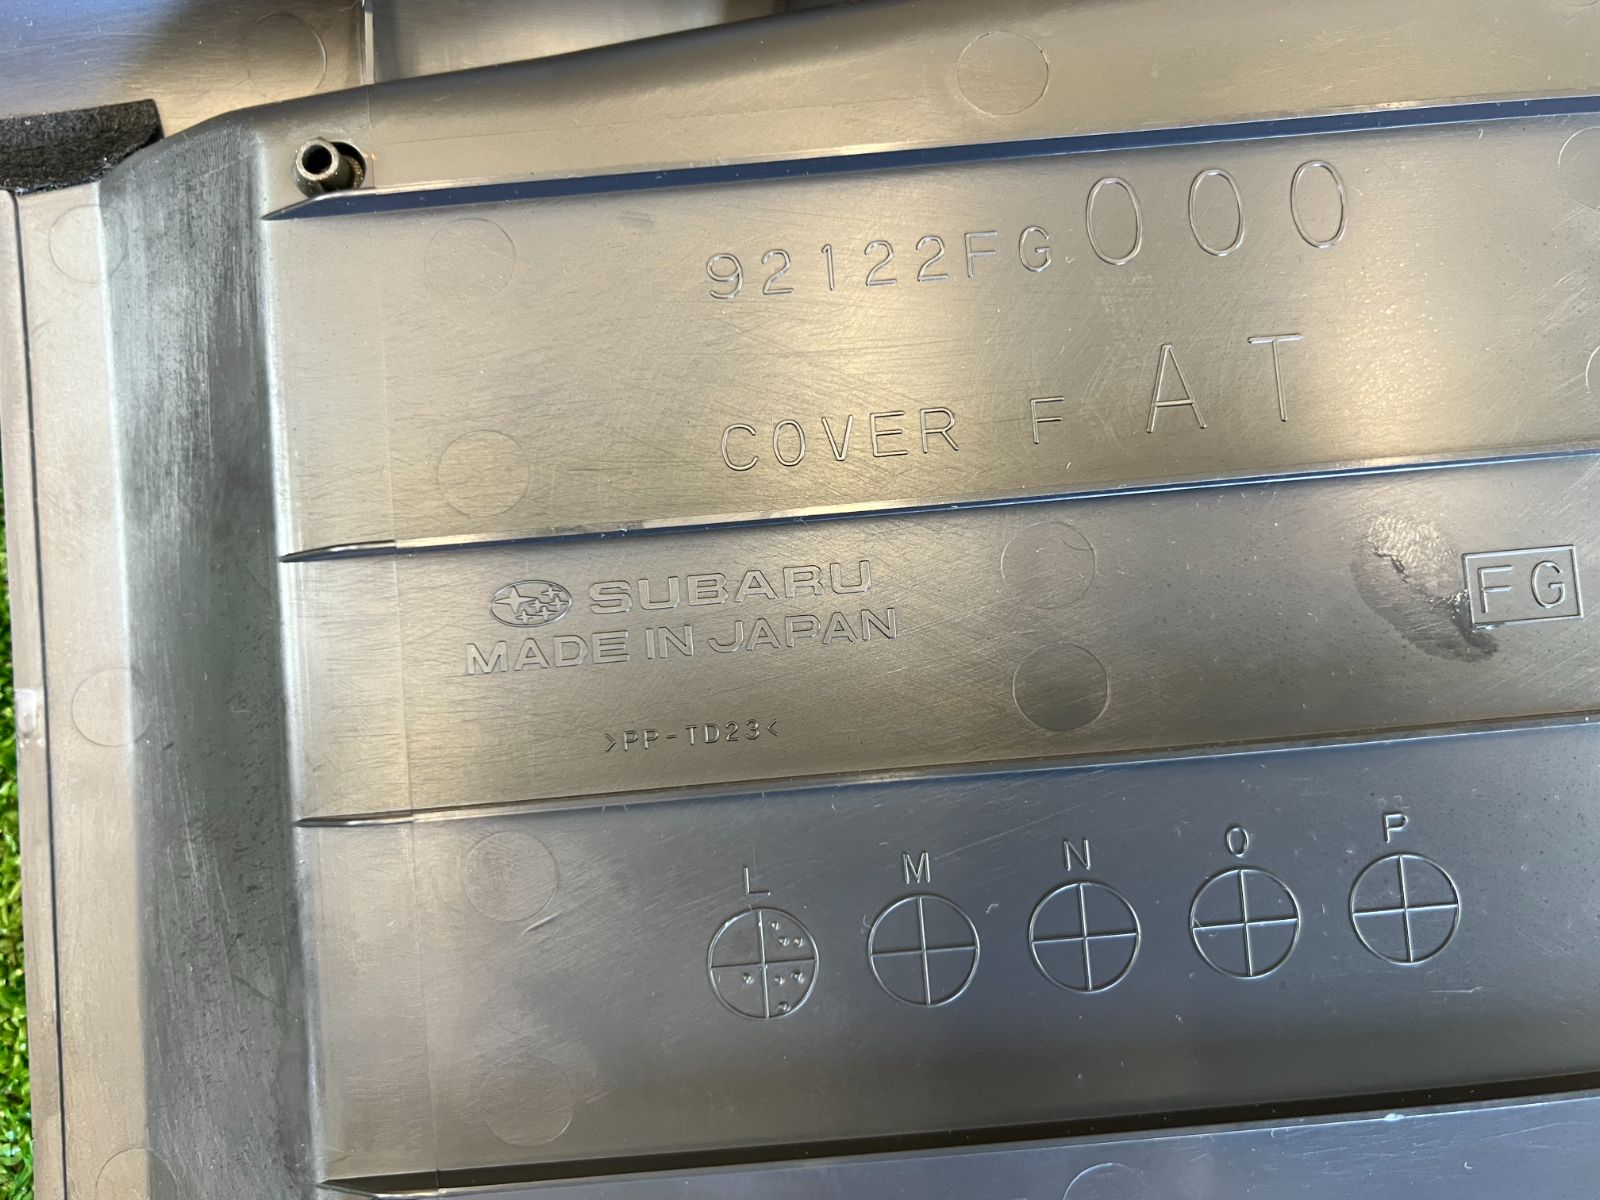 92122FG000
COVER F AT
SUBARU
MADE IN JAPAN
FG
>PP-TD23<
L M N O P